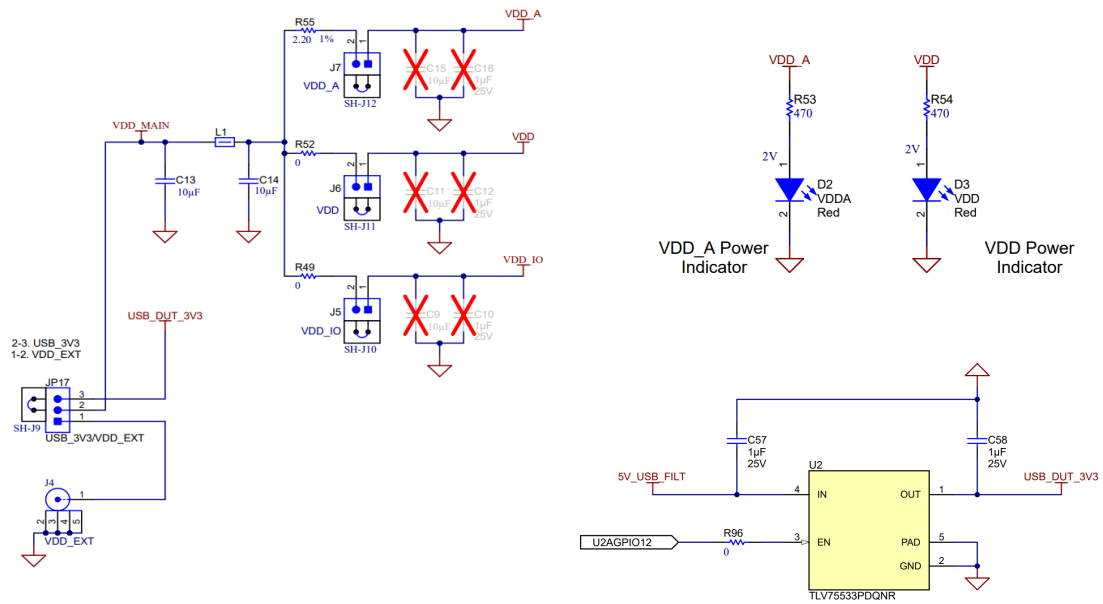 VDD_A
R55
2.20 1%
2
1
J7
VDD_A
SH-J12
C15
10µF
C16
1µF
25V
VDD_MAIN
L1
C13
10µF
C14
10µF
R52
0
VDD
2
1
J6
VDD
SH-J11
C11
10µF
C12
1µF
25V
R49
0
VDD_IO
2
1
J5
VDD_IO
SH-J10
C9
10µF
C10
1µF
25V
USB_DUT_3V3
2-3. USB_3V3
1-2. VDD_EXT
JP17
3
2
1
SH-J9
USB_3V3/VDD_EXT
J4
1
2
3
4
5
VDD_EXT
VDD_A
R53
470
2V
1
D2
VDDA
Red
2
VDD_A Power
Indicator
VDD
R54
470
2V
1
D3
VDD
Red
2
VDD Power
Indicator
C57
1µF
25V
C58
1µF
25V
U2
5V_USB_FILT
4
IN
OUT
1
USB_DUT_3V3
U2AGPIO12
R96
0
3
EN
PAD
5
GND
2
TLV75533PDQNR